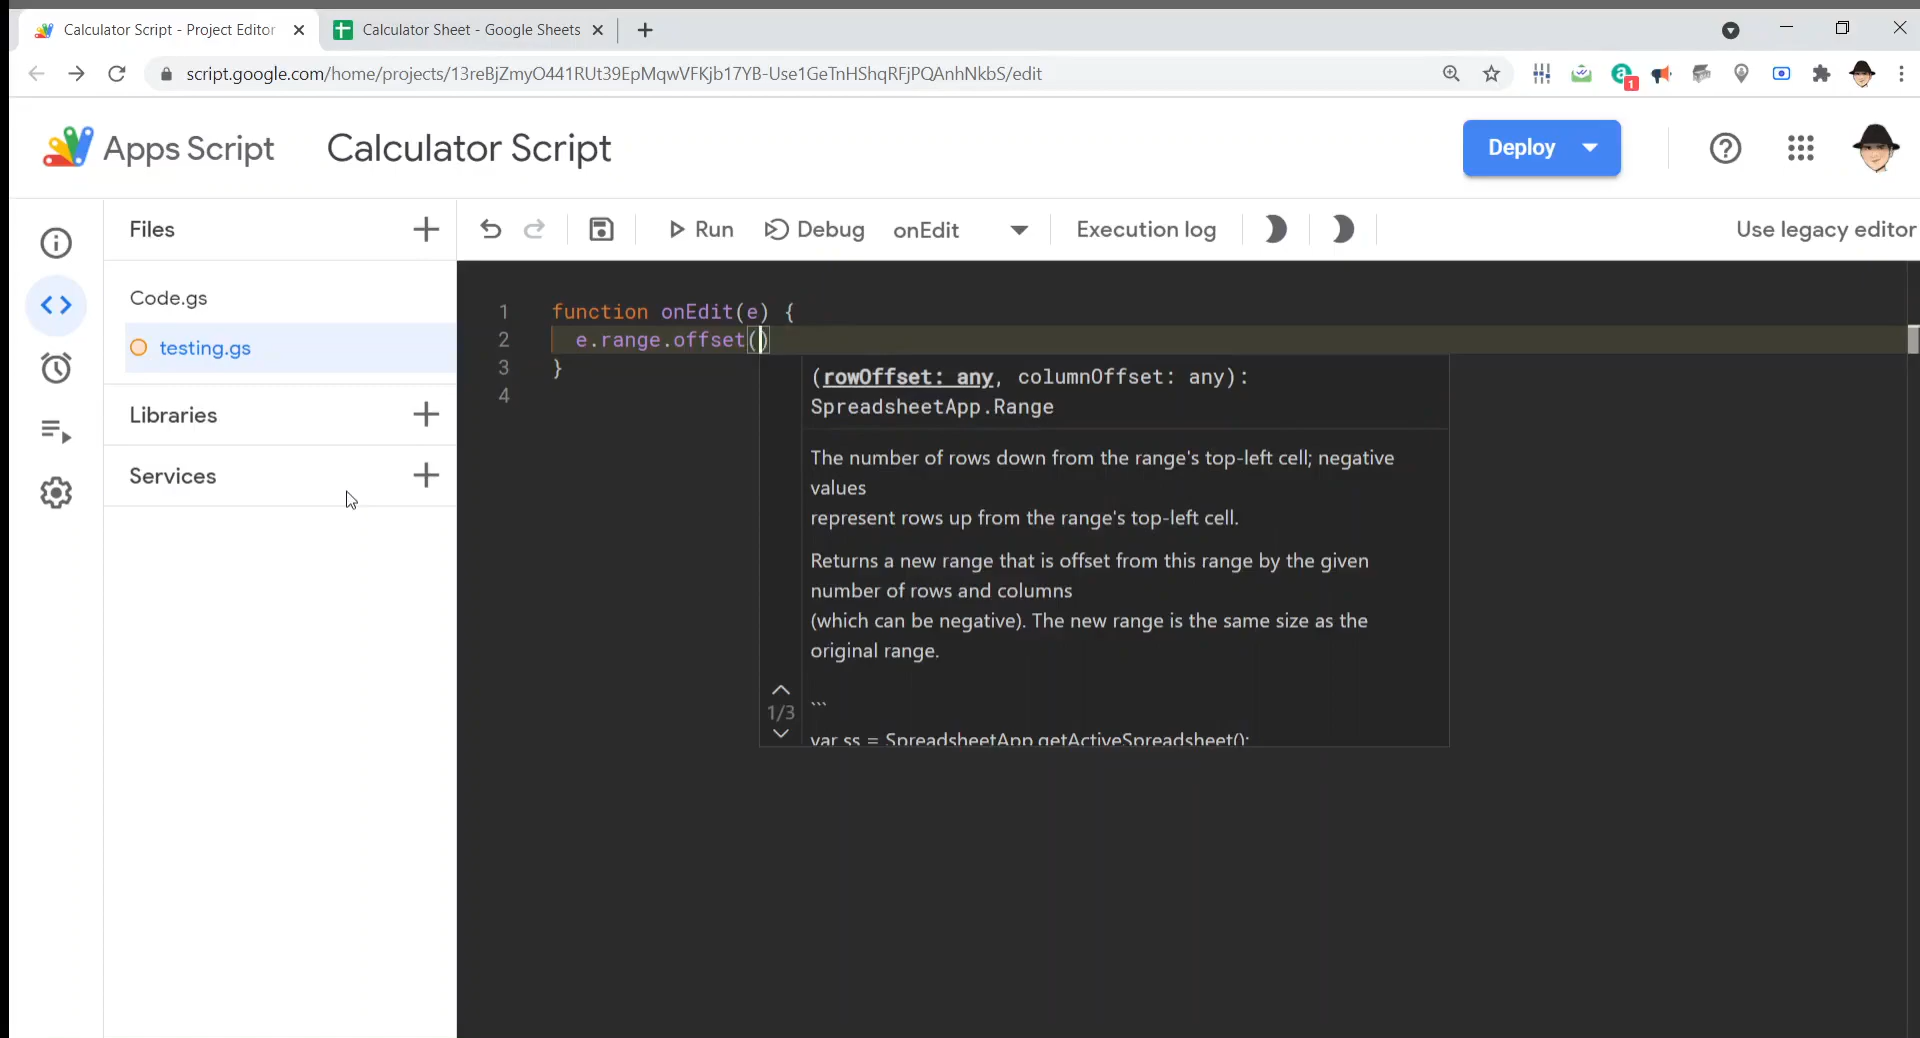 Calculator Script - Project Editor
Calculator Sheet - Google Sheets
script.google.com/home/projects/13reBjZmyO441RUt39EpMqwVFKjb17YB-Use1GeTnHShqRFjPQAnhNkbS/edit
a
1
Apps Script
Calculator Script
Deploy
Files
Run
Debug
onEdit
Execution log
Use legacy editor
Code.gs
testing.gs
Libraries
Services
1 function onEdit(e) {
2 e.range.offset()
3 }
4
(rowOffset: any, columnOffset: any):
SpreadsheetApp.Range
The number of rows down from the range's top-left cell; negative
values
represent rows up from the range's top-left cell.
Returns a new range that is offset from this range by the given
number of rows and columns
(which can be negative). The new range is the same size as the
original range.
1/3
```
var ss = SpreadsheetApp.getActiveSpreadsheet();